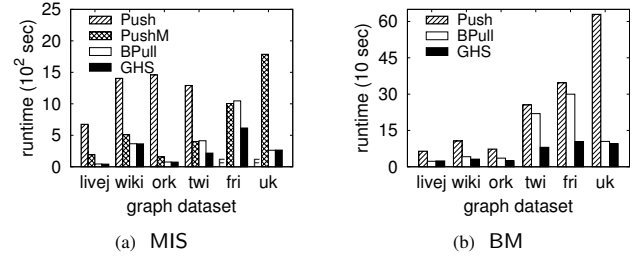 runtime (10² sec)
25
20
15
10
5
0
Push
PushM
BPull
GHS
F
F
livej wiki ork twi fri uk
graph dataset
(a) MIS
runtime (10 sec)
60
45
30
15
0
Push
BPull
GHS
livej wiki ork twi fri uk
graph dataset
(b) BM